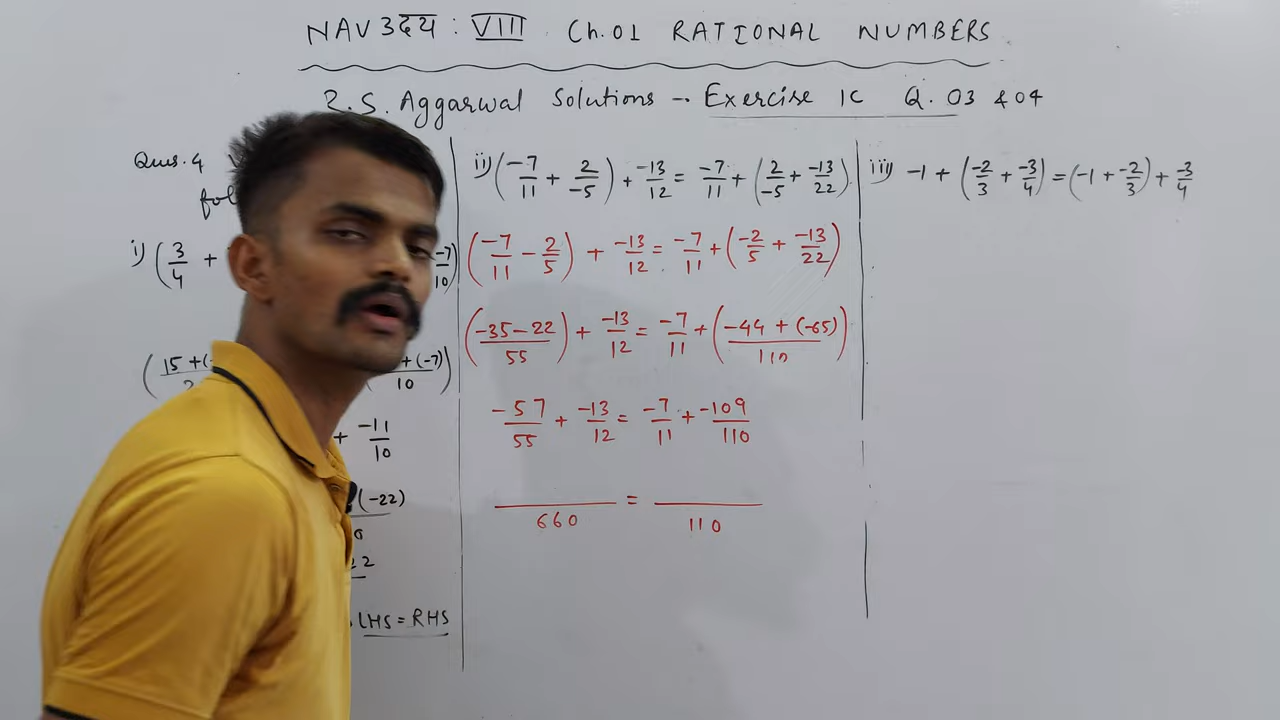 NAV उदय : VIII Ch.01 RATIONAL NUMBERS
R.S. Aggarwal Solutions -- Exercise 1C Q. 03 & 04
Ques. 4
i) (3/4 +
-7/10)
(15 + (-
+ (-7)/10)
+ -11/10
(-22)
LHS = RHS
ii) (-7/11 + 2/-5) + -13/12 = -7/11 + (2/-5 + -13/22)
(-7/11 - 2/5) + -13/12 = -7/11 + (-2/5 + -13/22)
(-35-22/55) + -13/12 = -7/11 + (-44 + (-65)/110)
-57/55 + -13/12 = -7/11 + -109/110
/660 = /110
iii) -1 + (-2/3 + -3/4) = (-1 + -2/3) + -3/4